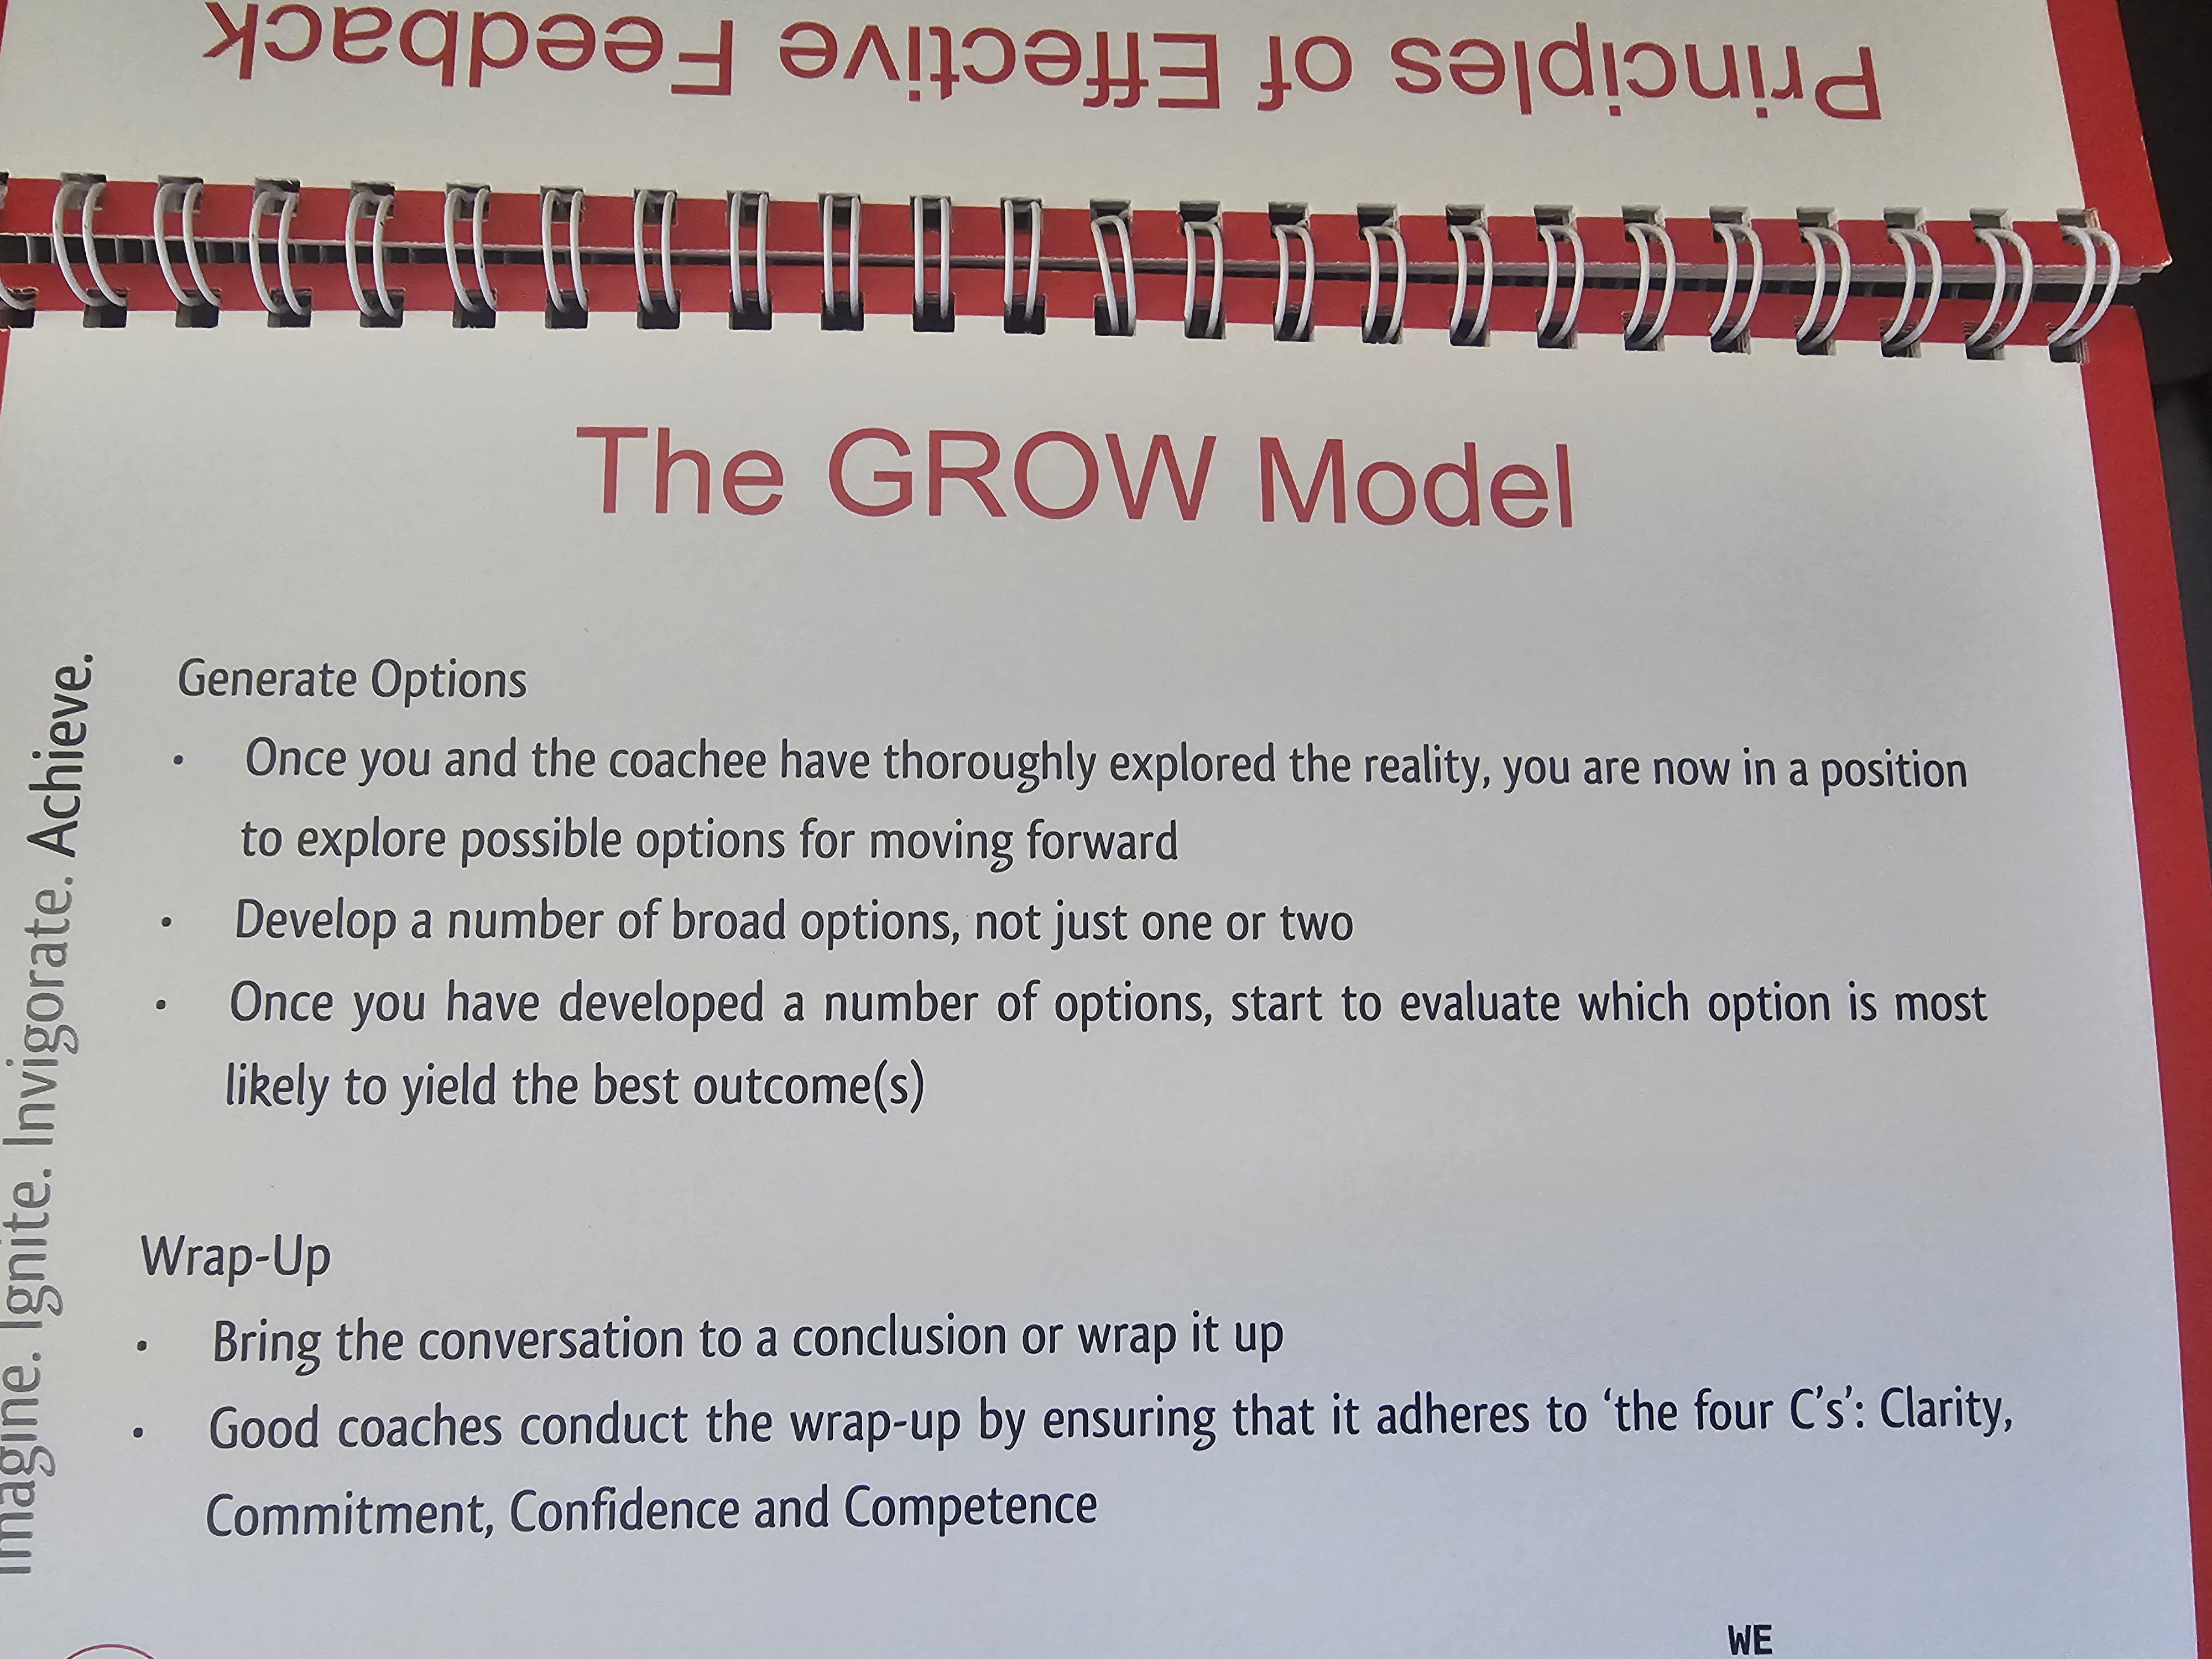 Principles of Effective Feedback
The GROW Model
Generate Options
• Once you and the coachee have thoroughly explored the reality, you are now in a position
to explore possible options for moving forward
• Develop a number of broad options, not just one or two
• Once you have developed a number of options, start to evaluate which option is most
likely to yield the best outcome(s)
Wrap-Up
• Bring the conversation to a conclusion or wrap it up
• Good coaches conduct the wrap-up by ensuring that it adheres to ‘the four C’s’: Clarity,
Commitment, Confidence and Competence
Imagine. Ignite. Invigorate. Achieve.
WE